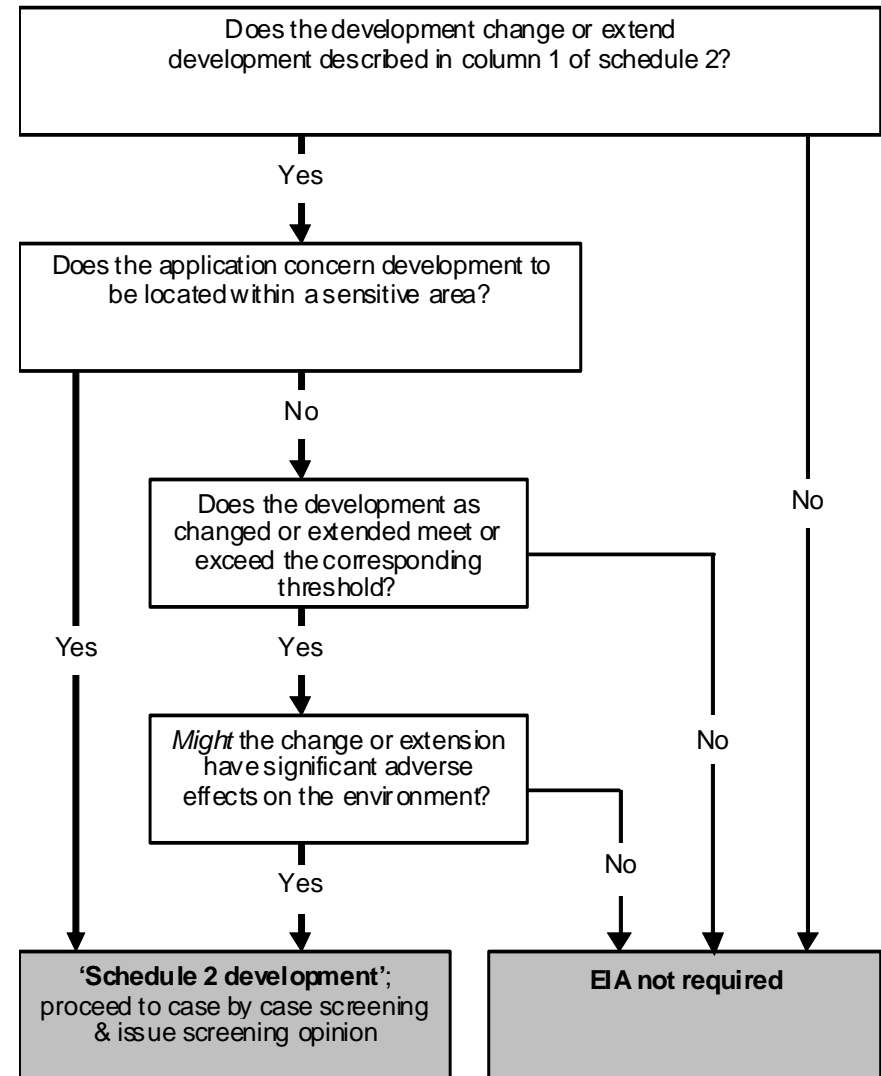 Does the development change or extend
development described in column 1 of schedule 2?
Yes
Does the application concern development to
be located within a sensitive area?
No
Does the development as
changed or extended meet or
exceed the corresponding
threshold?
No
Yes
Yes
Might the change or extension
have significant adverse
effects on the environment?
No
No
Yes
‘Schedule 2 development’;
proceed to case by case screening
& issue screening opinion
EIA not required